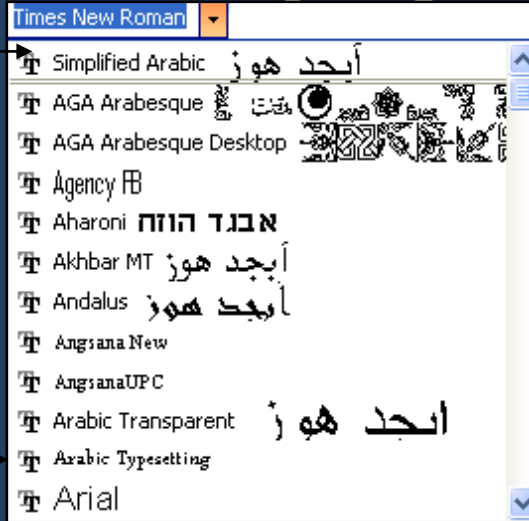 Times New Roman
Simplified Arabic أبجد هوز
AGA Arabesque
AGA Arabesque Desktop
Agency FB
Aharoni אבגד הוזח
Akhbar MT أبجد هوز
Andalus أبجد هوز
Angsana New
AngsanaUPC
Arabic Transparent أبجد هوز
Arabic Typesetting
Arial